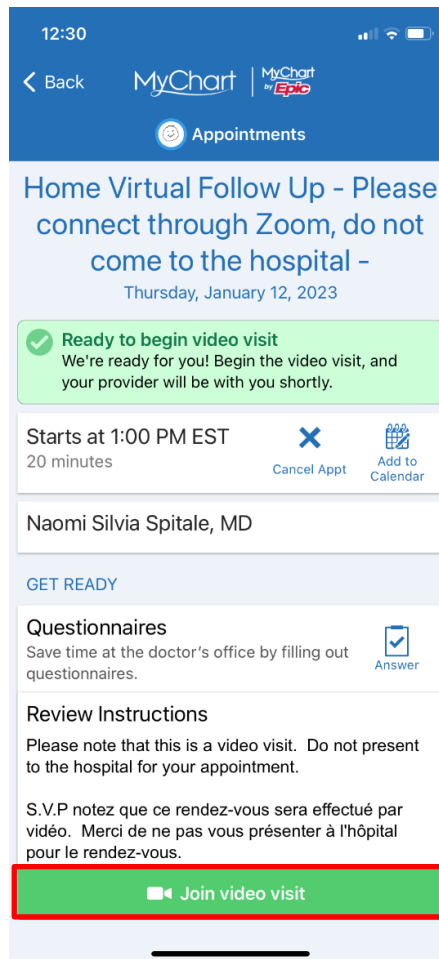 12:30
Back
MyChart
MyChart
by Epic
Appointments
Home Virtual Follow Up - Please
connect through Zoom, do not
come to the hospital -
Thursday, January 12, 2023
Ready to begin video visit
We're ready for you! Begin the video visit, and
your provider will be with you shortly.
Starts at 1:00 PM EST
20 minutes
Cancel Appt
Add to
Calendar
Naomi Silvia Spitale, MD
GET READY
Questionnaires
Save time at the doctor's office by filling out
questionnaires.
Answer
Review Instructions
Please note that this is a video visit.  Do not present
to the hospital for your appointment.
S.V.P notez que ce rendez-vous sera effectué par
vidéo.  Merci de ne pas vous présenter à l'hôpital
pour le rendez-vous.
Join video visit